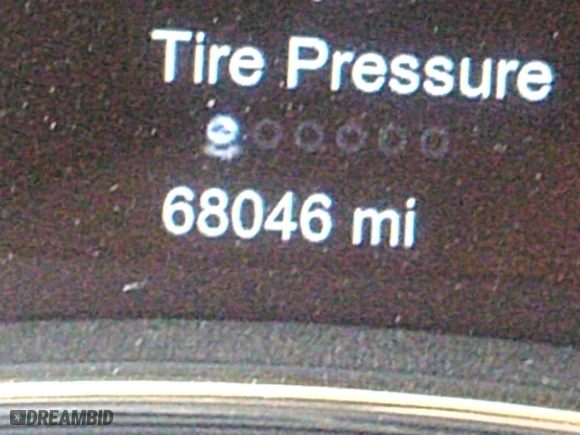 Tire Pressure
68046 mi
DREAMBID